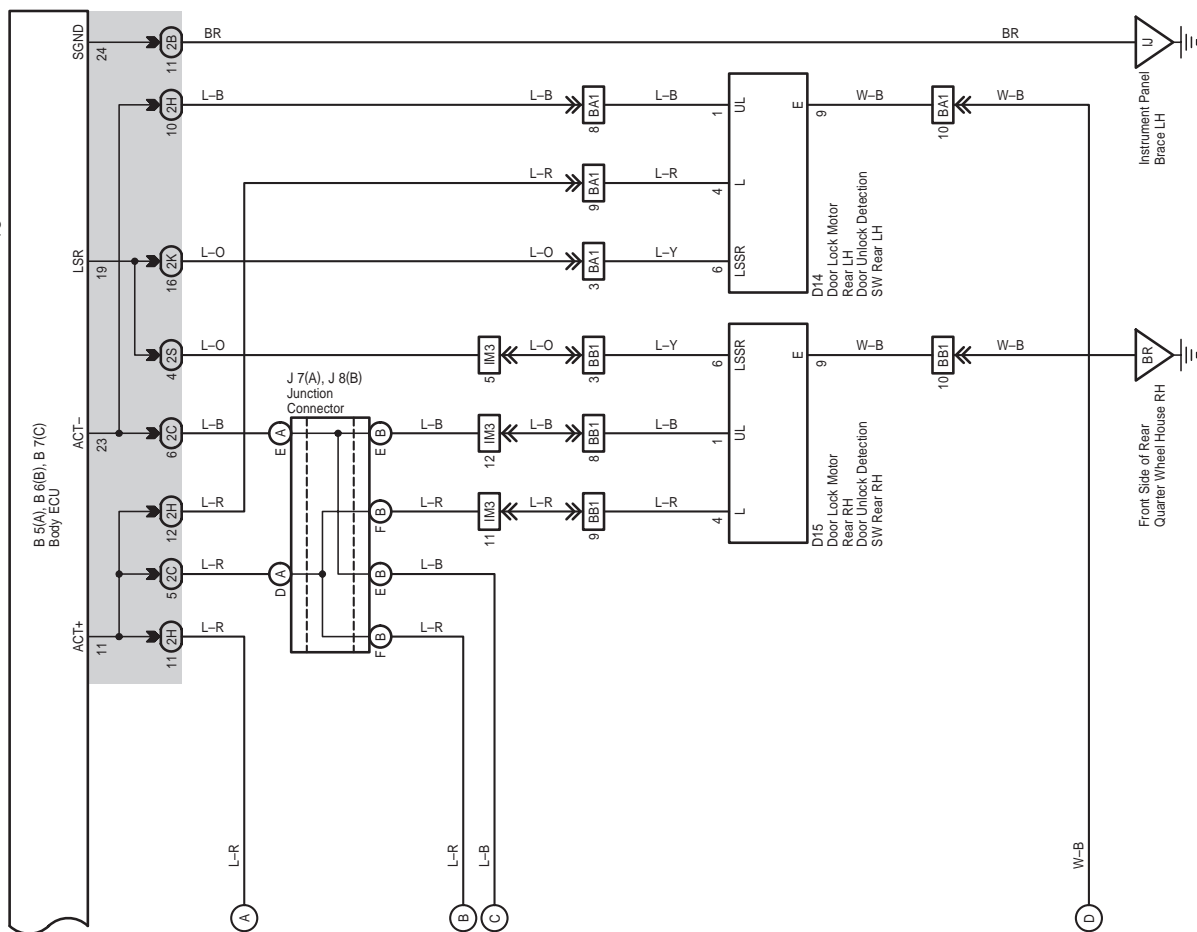 B 5(A), B 6(B), B 7(C)
Body ECU
ACT+
11
ACT–
23
LSR
19
SGND
24
11 2H
5 2C
12 2H
6 2C
4 2S
16 2K
10 2H
11 2B
L–R
L–R
L–R
L–B
L–O
L–O
L–B
BR
J 7(A), J 8(B)
Junction
Connector
D A
E A
F B
E B
F B
E B
L–R
L–B
L–R
L–B
11 IM3
12 IM3
5 IM3
L–R
L–B
L–O
L–O
L–R
L–B
9 BB1
8 BB1
3 BB1
3 BA1
9 BA1
8 BA1
L–R
L–B
L–Y
L–Y
L–R
L–B
4
1
6
6
4
1
L
UL
LSSR
LSSR
L
UL
E
E
9
9
D15
Door Lock Motor
Rear RH
Door Unlock Detection
SW Rear RH
D14
Door Lock Motor
Rear LH
Door Unlock Detection
SW Rear LH
W–B
W–B
10 BB1
10 BA1
W–B
W–B
BR
BR
Front Side of Rear
Quarter Wheel House RH
IJ
Instrument Panel
Brace LH
L–R
L–R
L–B
W–B
A
B
C
D